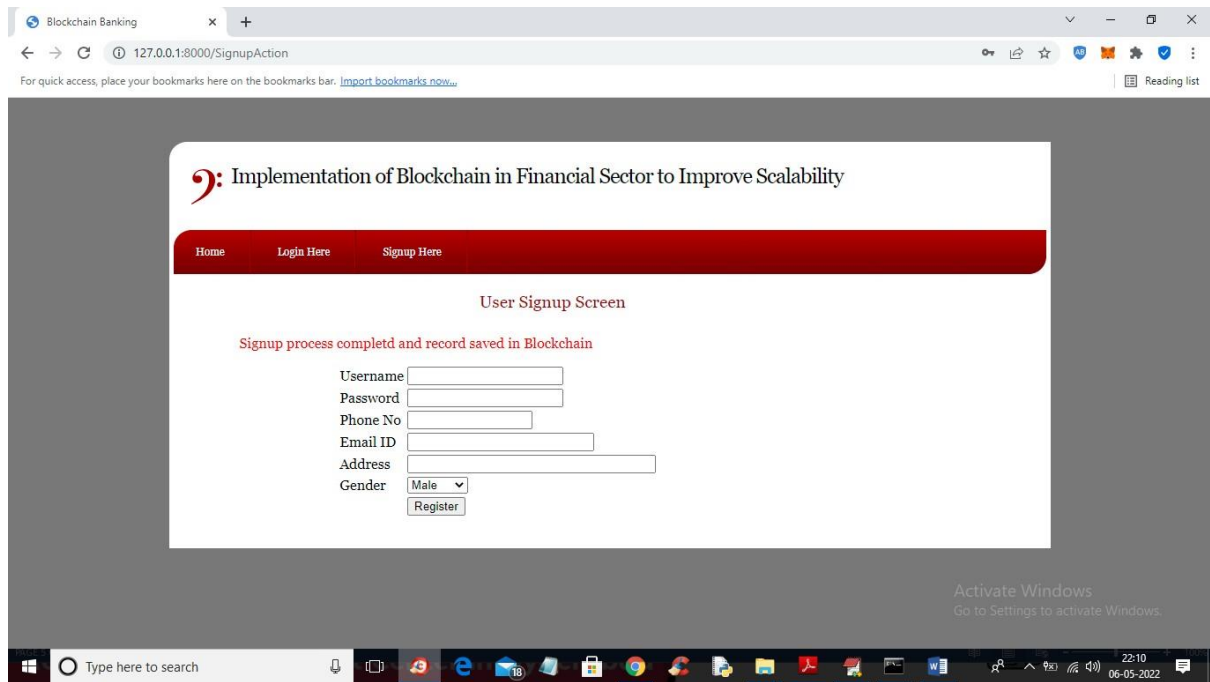 Blockchain Banking
127.0.0.1:8000/SignupAction
For quick access, place your bookmarks here on the bookmarks bar. Import bookmarks now...
Reading list
Implementation of Blockchain in Financial Sector to Improve Scalability
Home Login Here Signup Here
User Signup Screen
Signup process completd and record saved in Blockchain
Username
Password
Phone No
Email ID
Address
Gender Male
Register
Activate Windows
Go to Settings to activate Windows.
Type here to search
18
22:10
06-05-2022